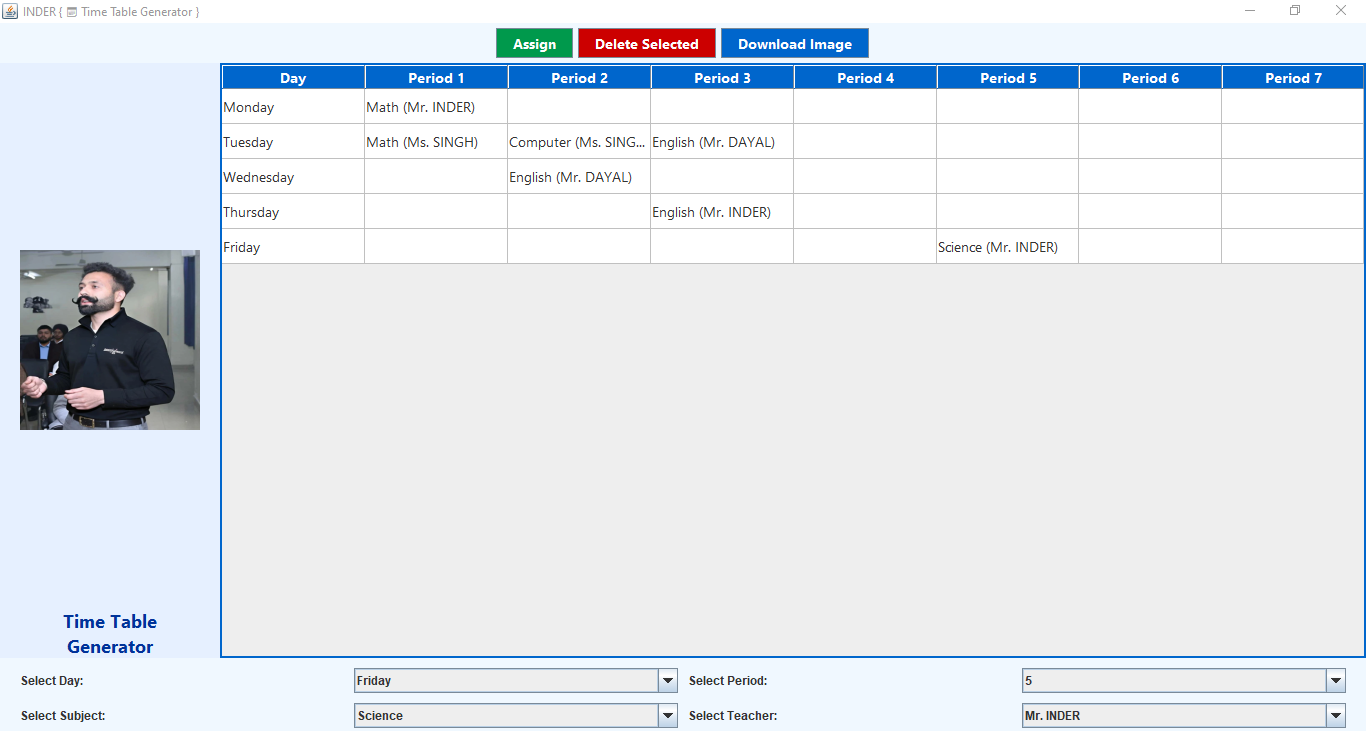 INDER { Time Table Generator }
Assign Delete Selected Download Image
Day Period 1 Period 2 Period 3 Period 4 Period 5 Period 6 Period 7
Monday Math (Mr. INDER)
Tuesday Math (Ms. SINGH) Computer (Ms. SING... English (Mr. DAYAL)
Wednesday English (Mr. DAYAL)
Thursday English (Mr. INDER)
Friday Science (Mr. INDER)
Time Table
Generator
Select Day: Friday Select Period: 5
Select Subject: Science Select Teacher: Mr. INDER